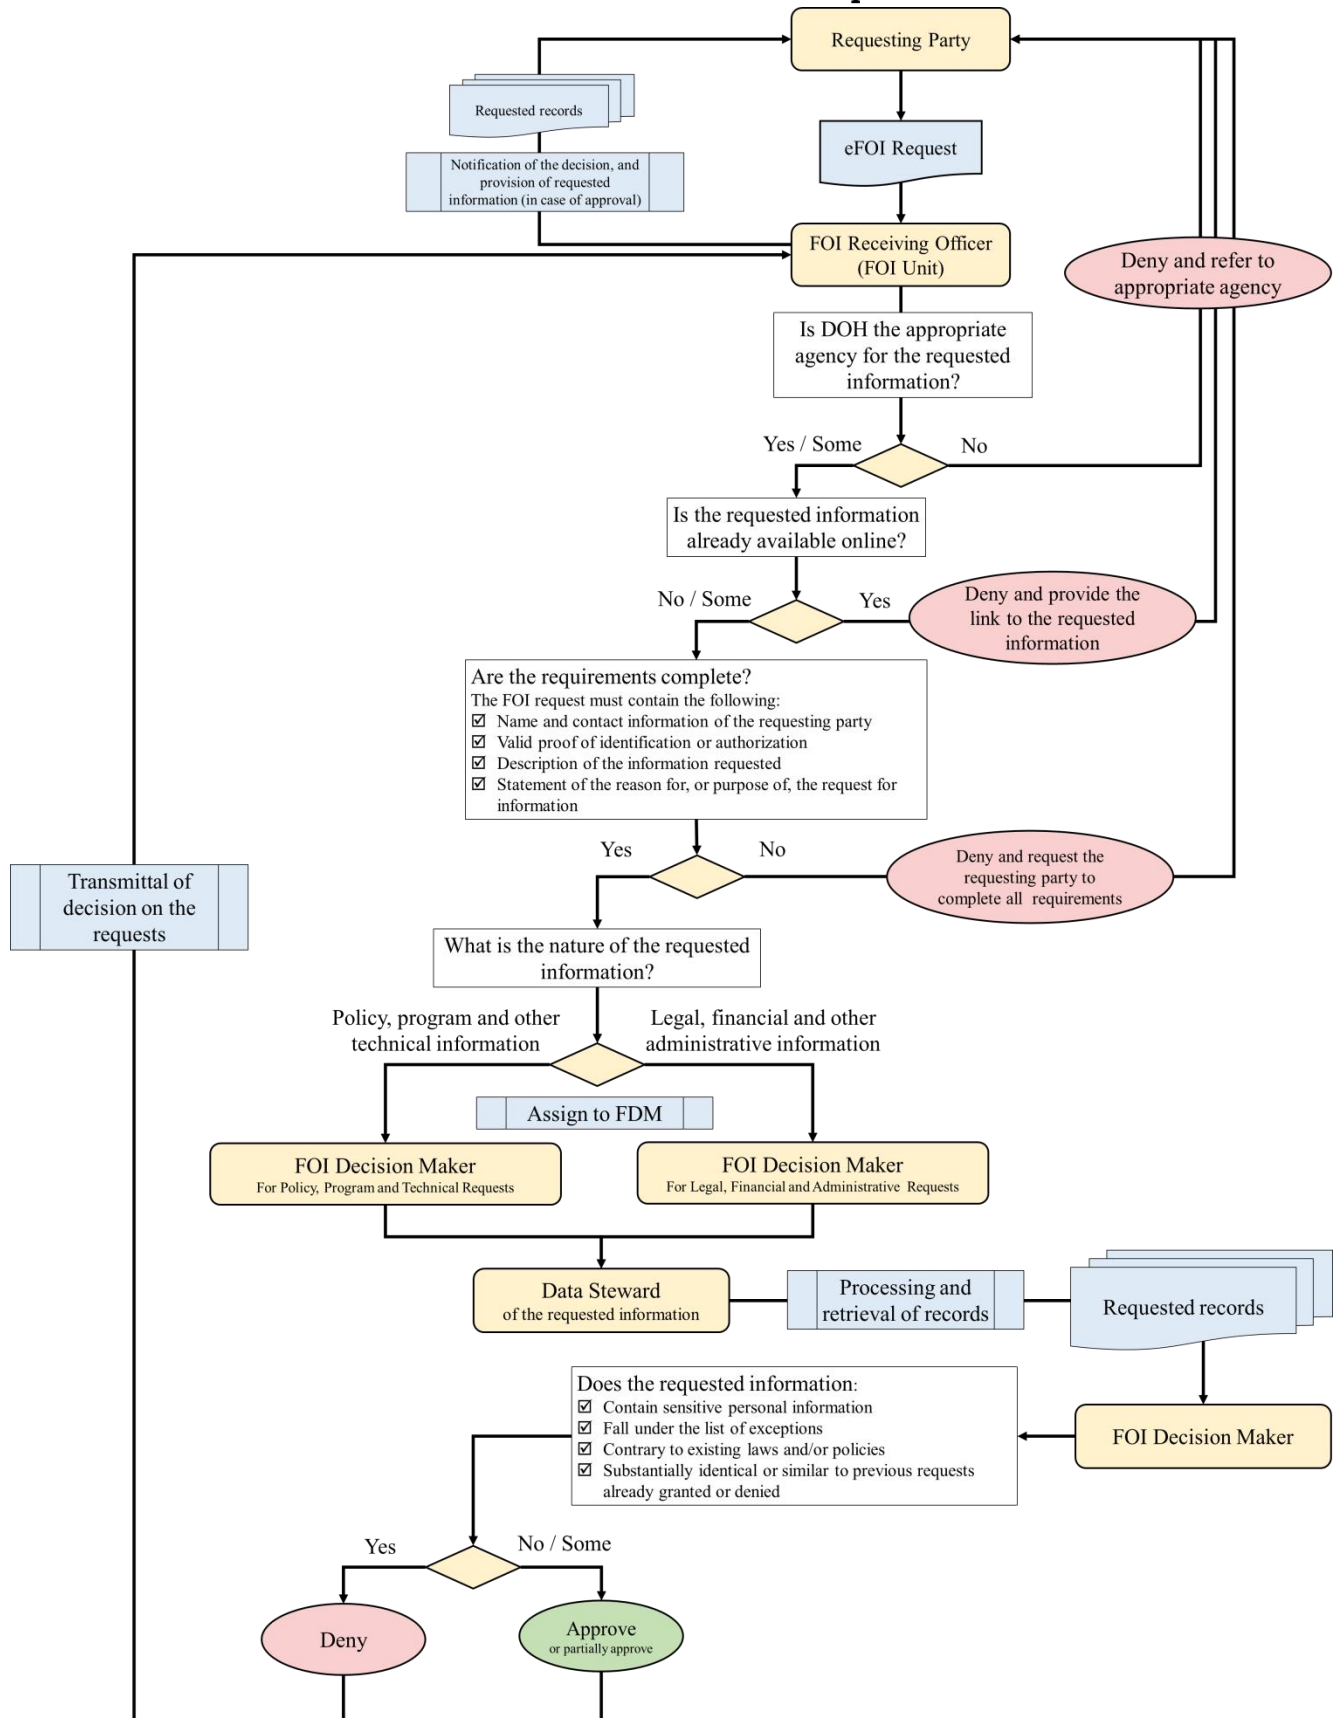 Requesting Party
Requested records
eFOI Request
Notification of the decision, and
provision of requested
information (in case of approval)
FOI Receiving Officer
(FOI Unit)
Deny and refer to
appropriate agency
Is DOH the appropriate
agency for the requested
information?
Yes / Some
No
Is the requested information
already available online?
No / Some
Yes
Deny and provide the
link to the requested
information
Are the requirements complete?
The FOI request must contain the following:
☑ Name and contact information of the requesting party
☑ Valid proof of identification or authorization
☑ Description of the information requested
☑ Statement of the reason for, or purpose of, the request for
information
Yes
No
Deny and request the
requesting party to
complete all requirements
Transmittal of
decision on the
requests
What is the nature of the requested
information?
Policy, program and other
technical information
Legal, financial and other
administrative information
Assign to FDM
FOI Decision Maker
For Policy, Program and Technical Requests
FOI Decision Maker
For Legal, Financial and Administrative Requests
Data Steward
of the requested information
Processing and
retrieval of records
Requested records
Does the requested information:
☑ Contain sensitive personal information
☑ Fall under the list of exceptions
☑ Contrary to existing laws and/or policies
☑ Substantially identical or similar to previous requests
already granted or denied
FOI Decision Maker
Yes
No / Some
Deny
Approve
or partially approve